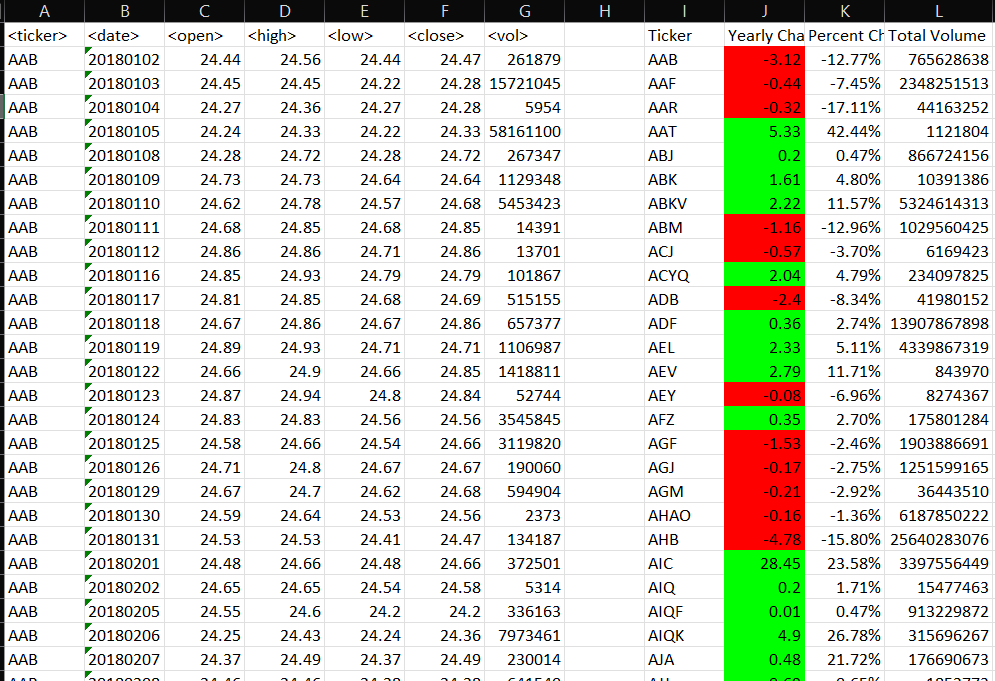 A B C D E F G H I J K L
<ticker> <date> <open> <high> <low> <close> <vol> Ticker Yearly Cha Percent Ch Total Volume
AAB 20180102 24.44 24.56 24.44 24.47 261879 AAB -3.12 -12.77% 765628638
AAB 20180103 24.45 24.45 24.22 24.28 15721045 AAF -0.44 -7.45% 2348251513
AAB 20180104 24.27 24.36 24.27 24.28 5954 AAR -0.32 -17.11% 44163252
AAB 20180105 24.24 24.33 24.22 24.33 58161100 AAT 5.33 42.44% 1121804
AAB 20180108 24.28 24.72 24.28 24.72 267347 ABJ 0.2 0.47% 866724156
AAB 20180109 24.73 24.73 24.64 24.64 1129348 ABK 1.61 4.80% 10391386
AAB 20180110 24.62 24.78 24.57 24.68 5453423 ABKV 2.22 11.57% 5324614313
AAB 20180111 24.68 24.85 24.68 24.85 14391 ABM -1.16 -12.96% 1029560425
AAB 20180112 24.86 24.86 24.71 24.86 13701 ACJ -0.57 -3.70% 6169423
AAB 20180116 24.85 24.93 24.79 24.79 101867 ACYQ 2.04 4.79% 234097825
AAB 20180117 24.81 24.85 24.68 24.69 515155 ADB -2.4 -8.34% 41980152
AAB 20180118 24.67 24.86 24.67 24.86 657377 ADF 0.36 2.74% 13907867898
AAB 20180119 24.89 24.93 24.71 24.71 1106987 AEL 2.33 5.11% 4339867319
AAB 20180122 24.66 24.9 24.66 24.85 1418811 AEV 2.79 11.71% 843970
AAB 20180123 24.87 24.94 24.8 24.84 52744 AEY -0.08 -6.96% 8274367
AAB 20180124 24.83 24.83 24.56 24.56 3545845 AFZ 0.35 2.70% 175801284
AAB 20180125 24.58 24.66 24.54 24.66 3119820 AGF -1.53 -2.46% 1903886691
AAB 20180126 24.71 24.8 24.67 24.67 190060 AGJ -0.17 -2.75% 1251599165
AAB 20180129 24.67 24.7 24.62 24.68 594904 AGM -0.21 -2.92% 36443510
AAB 20180130 24.59 24.64 24.53 24.56 2373 AHAO -0.16 -1.36% 6187850222
AAB 20180131 24.53 24.53 24.41 24.47 134187 AHB -4.78 -15.80% 25640283076
AAB 20180201 24.48 24.66 24.48 24.66 372501 AIC 28.45 23.58% 3397556449
AAB 20180202 24.65 24.65 24.54 24.58 5314 AIQ 0.2 1.71% 15477463
AAB 20180205 24.55 24.6 24.2 24.2 336163 AIQF 0.01 0.47% 913229872
AAB 20180206 24.25 24.43 24.24 24.36 7973461 AIQK 4.9 26.78% 315696267
AAB 20180207 24.37 24.49 24.37 24.49 230014 AJA 0.48 21.72% 176690673